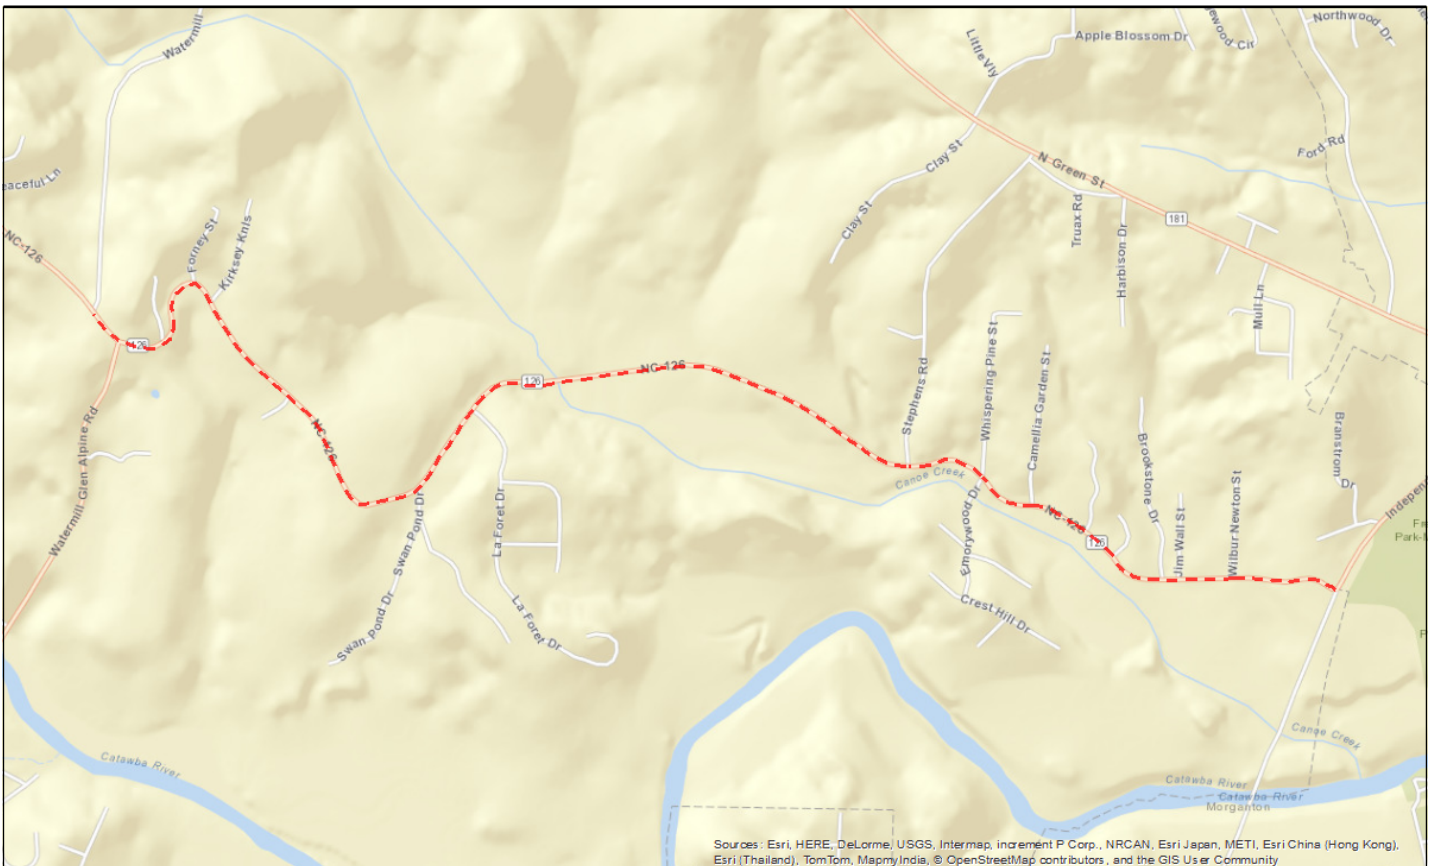 Watermill
Little Vly
Apple Blossom Dr
Northwood Dr
Ford Rd
Clay St
N Green St
181
Clay St
Truax Rd
Harbison Dr
Mull Ln
NC 126
Forney St
Kirksey Knls
126
NC 126
126
NC 126
Stephens Rd
Whispering Pine St
Camellia Garden St
Brookstone Dr
Branstrom Dr
Watermill Glen Alpine Rd
Canoe Creek
NC 126
126
Jim Wall St
Wilbur Newton St
Swan Pond Dr
La Foret Dr
Emorywood Dr
Crest Hill Dr
Swan Pond Dr
La Foret Dr
Canoe Creek
Catawba River
Catawba River
Catawba River
Morganton
Sources: Esri, HERE, DeLorme, USGS, Intermap, increment P Corp., NRCAN, Esri Japan, METI, Esri China (Hong Kong),
Esri (Thailand), TomTom, MapmyIndia, © OpenStreetMap contributors, and the GIS User Community